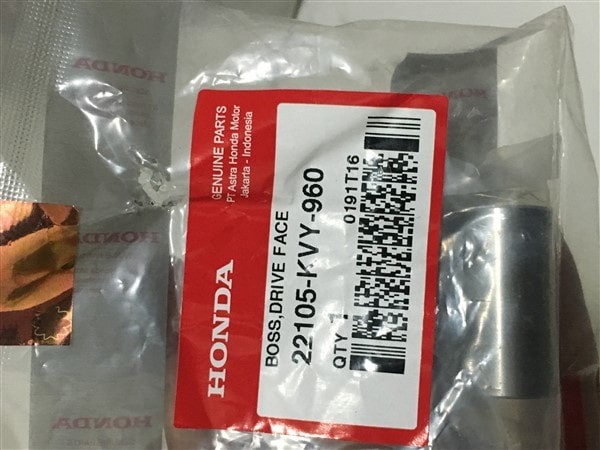 HONDA
HONDA
HONDA
HONDA
GENUINE PARTS
PT Astra Honda Motor
Jakarta - Indonesia
BOSS,DRIVE FACE
22105-KVY-960
QTY 1
0191T16